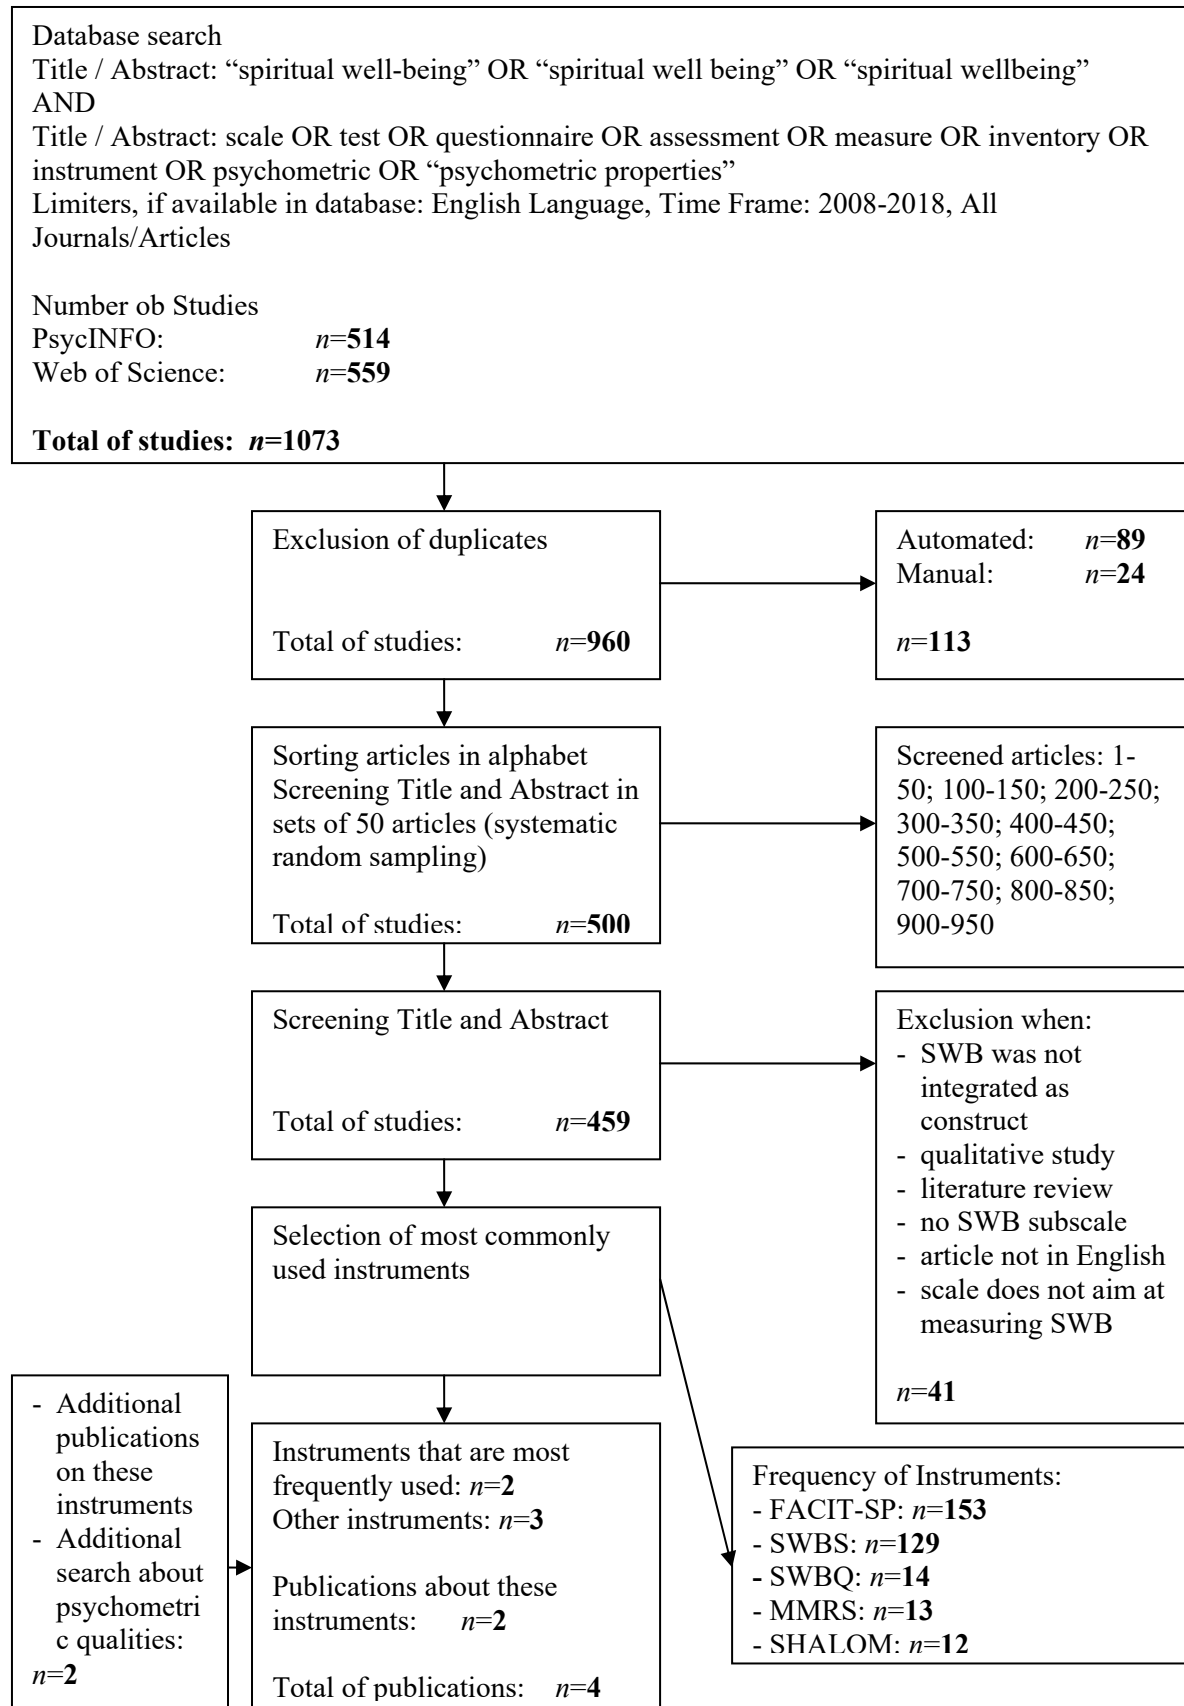 Database search
Title / Abstract: “spiritual well-being” OR “spiritual well being” OR “spiritual wellbeing”
AND
Title / Abstract: scale OR test OR questionnaire OR assessment OR measure OR inventory OR
instrument OR psychometric OR “psychometric properties”
Limiters, if available in database: English Language, Time Frame: 2008-2018, All
Journals/Articles
Number ob Studies
PsycINFO: n=514
Web of Science: n=559
Total of studies: n=1073
Exclusion of duplicates
Total of studies: n=960
Automated: n=89
Manual: n=24
n=113
Sorting articles in alphabet
Screening Title and Abstract in
sets of 50 articles (systematic
random sampling)
Total of studies: n=500
Screened articles: 1-
50; 100-150; 200-250;
300-350; 400-450;
500-550; 600-650;
700-750; 800-850;
900-950
Screening Title and Abstract
Total of studies: n=459
Exclusion when:
- SWB was not
integrated as
construct
- qualitative study
- literature review
- no SWB subscale
- article not in English
- scale does not aim at
measuring SWB
n=41
Selection of most commonly
used instruments
- Additional
publications
on these
instruments
- Additional
search about
psychometri
c qualities:
n=2
Instruments that are most
frequently used: n=2
Other instruments: n=3
Publications about these
instruments: n=2
Total of publications: n=4
Frequency of Instruments:
- FACIT-SP: n=153
- SWBS: n=129
- SWBQ: n=14
- MMRS: n=13
- SHALOM: n=12